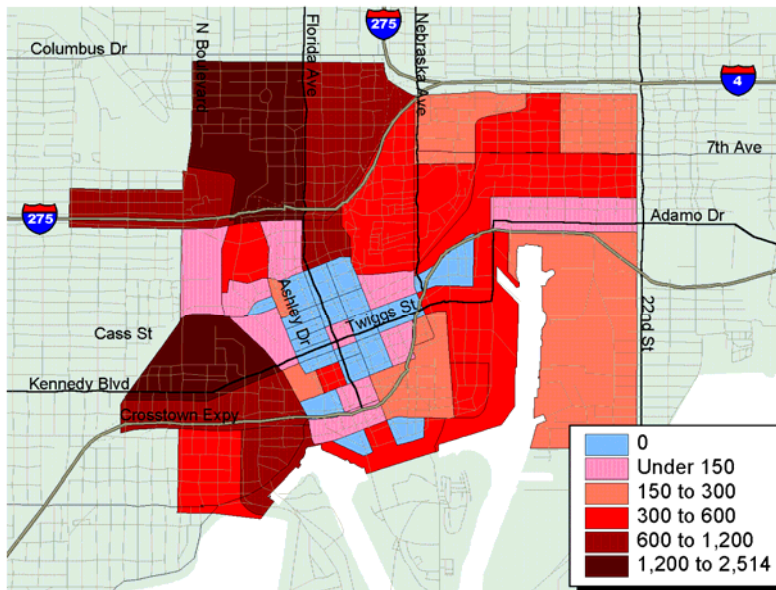 275
Columbus Dr
N Boulevard
Florida Ave
Nebraska Ave
4
7th Ave
275
Adamo Dr
Ashley Dr
Twiggs St
22nd St
Cass St
Kennedy Blvd
Crosstown Expy
0
Under 150
150 to 300
300 to 600
600 to 1,200
1,200 to 2,514